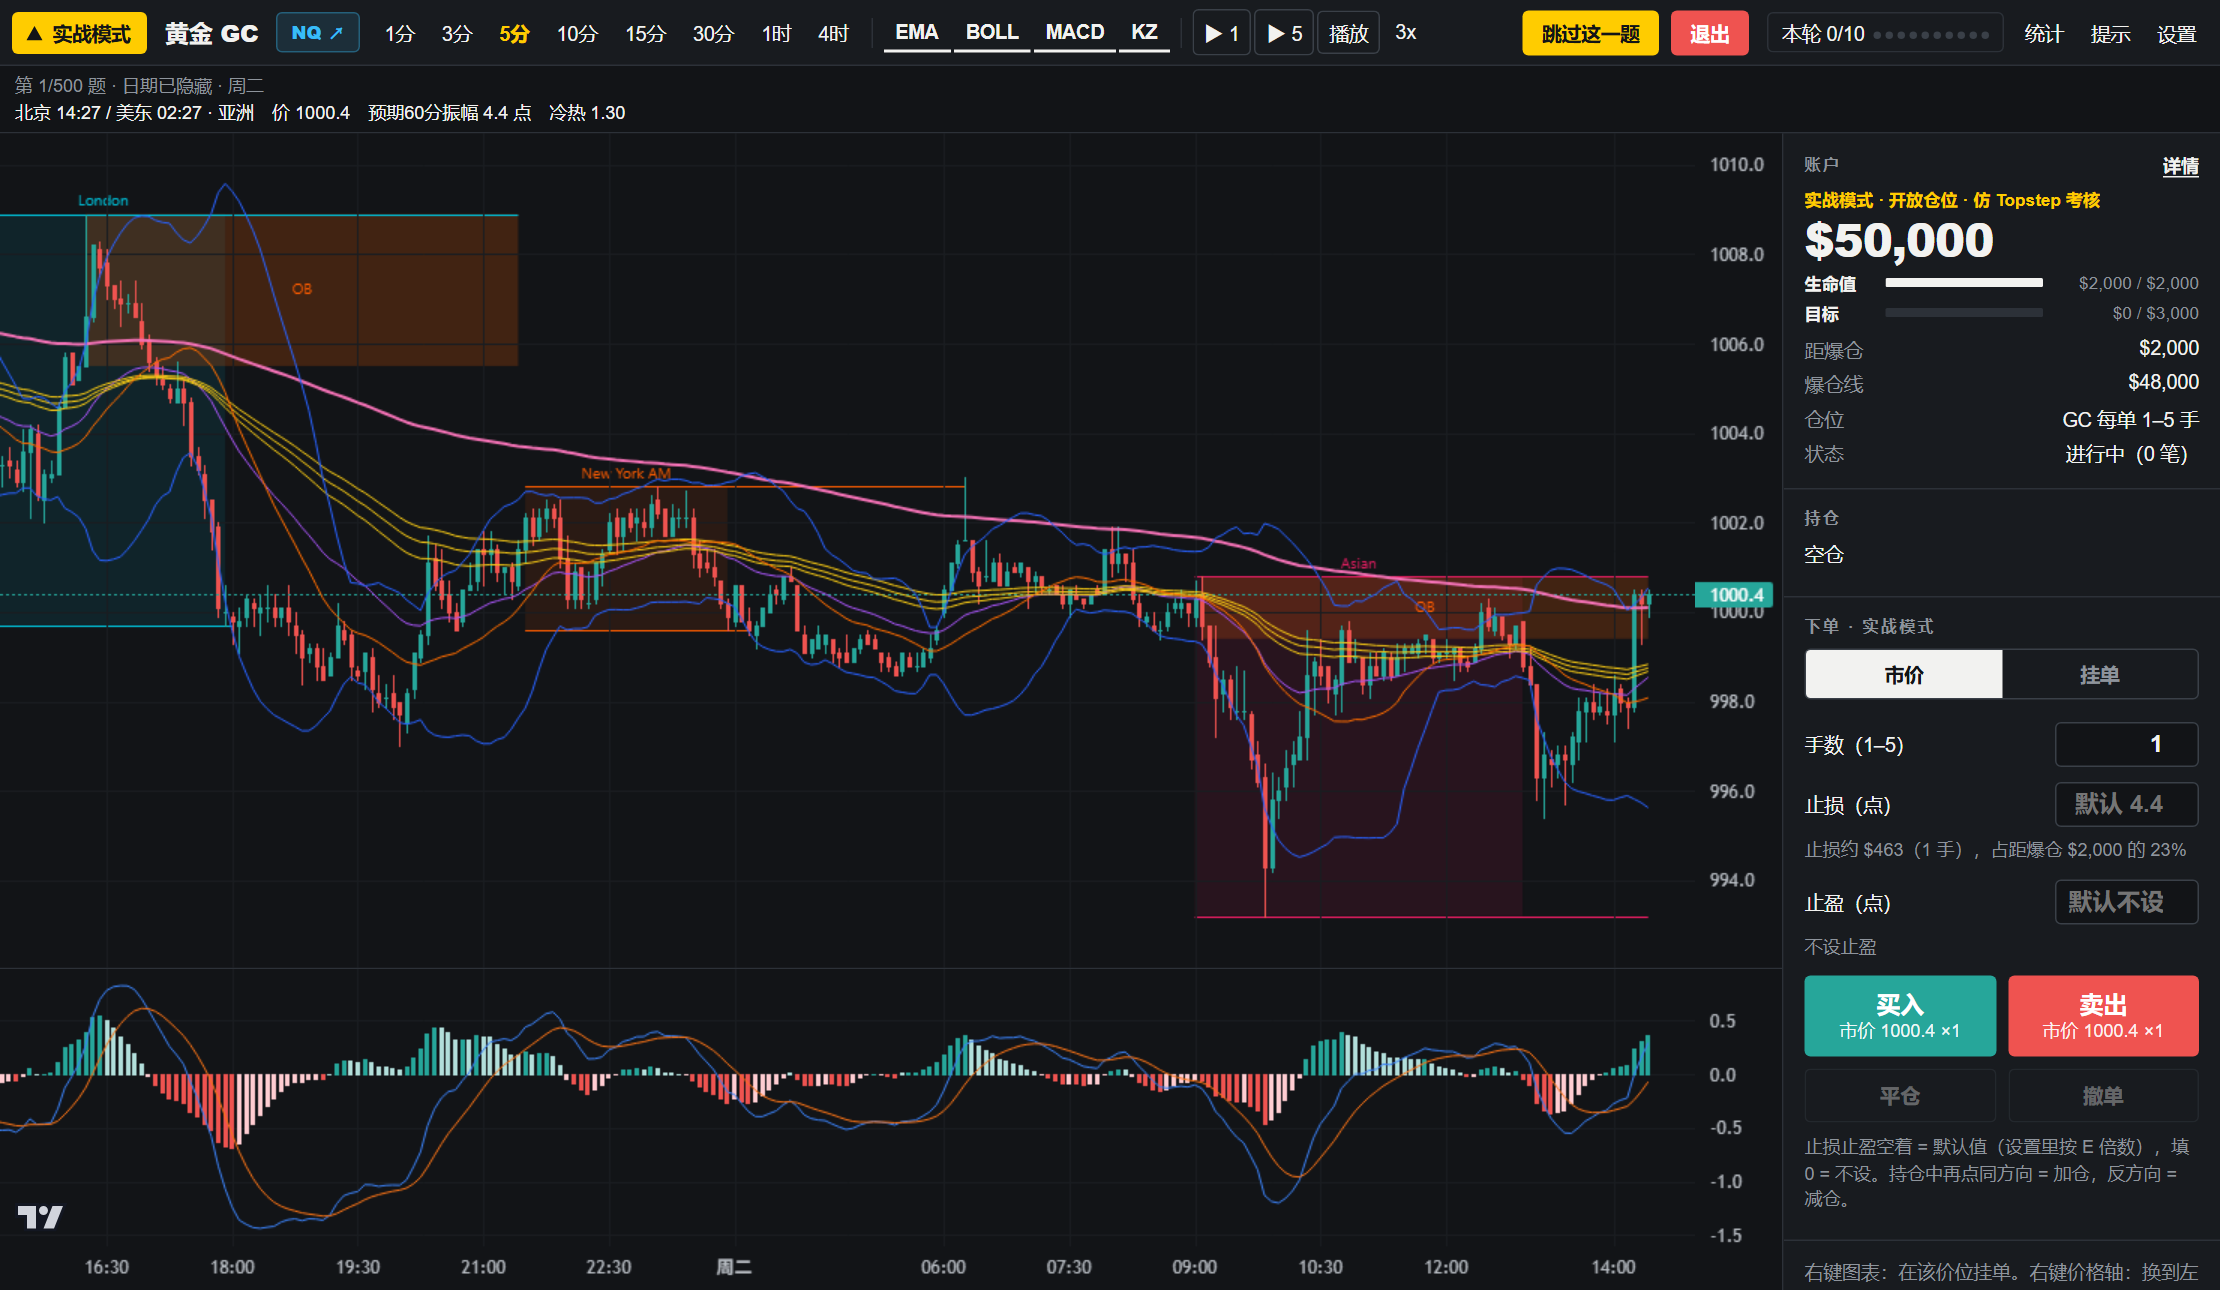 ▲ 实战模式 黄金 GC NQ ↗ 1分 3分 5分 10分 15分 30分 1时 4时 EMA BOLL MACD KZ ▶ 1 ▶ 5 播放 3x 跳过这一题 退出 本轮 0/10 统计 提示 设置
第 1/500 题 · 日期已隐藏 · 周二
北京 14:27 / 美东 02:27 · 亚洲 价 1000.4 预期60分振幅 4.4 点 冷热 1.30
London
OB
New York AM
Asian
OB
1010.0
1008.0
1006.0
1004.0
1002.0
1000.4
1000.0
998.0
996.0
994.0
0.5
0.0
-0.5
-1.0
-1.5
16:30 18:00 19:30 21:00 22:30 周二 06:00 07:30 09:00 10:30 12:00 14:00
账户 详情
实战模式 · 开放仓位 · 仿 Topstep 考核
$50,000
生命值 $2,000 / $2,000
目标 $0 / $3,000
距爆仓 $2,000
爆仓线 $48,000
仓位 GC 每单 1–5 手
状态 进行中（0 笔）
持仓
空仓
下单 · 实战模式
市价 挂单
手数（1–5） 1
止损（点） 默认 4.4
止损约 $463（1 手），占距爆仓 $2,000 的 23%
止盈（点） 默认不设
不设止盈
买入 卖出
市价 1000.4 ×1 市价 1000.4 ×1
平仓 撤单
止损止盈空着 = 默认值（设置里按 E 倍数），填
0 = 不设。持仓中再点同方向 = 加仓，反方向 =
减仓。
右键图表：在该价位挂单。右键价格轴：换到左